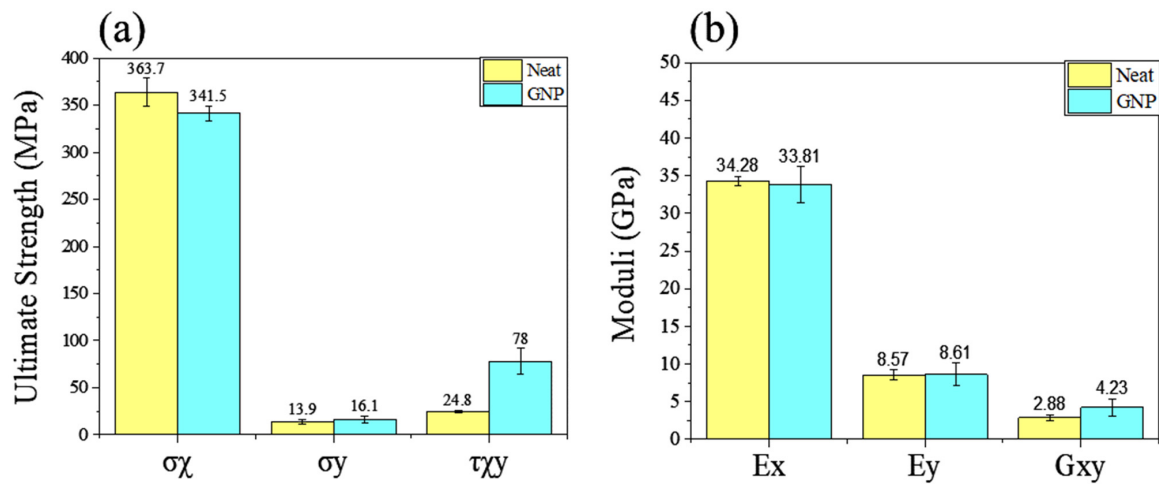 (a)
Ultimate Strength (MPa)
400
350
300
250
200
150
100
50
0
363.7
341.5
13.9
16.1
24.8
78
σχ
σy
τχy
Neat
GNP
(b)
Moduli (GPa)
50
45
40
35
30
25
20
15
10
5
0
34.28
33.81
8.57
8.61
2.88
4.23
Ex
Ey
Gxy
Neat
GNP